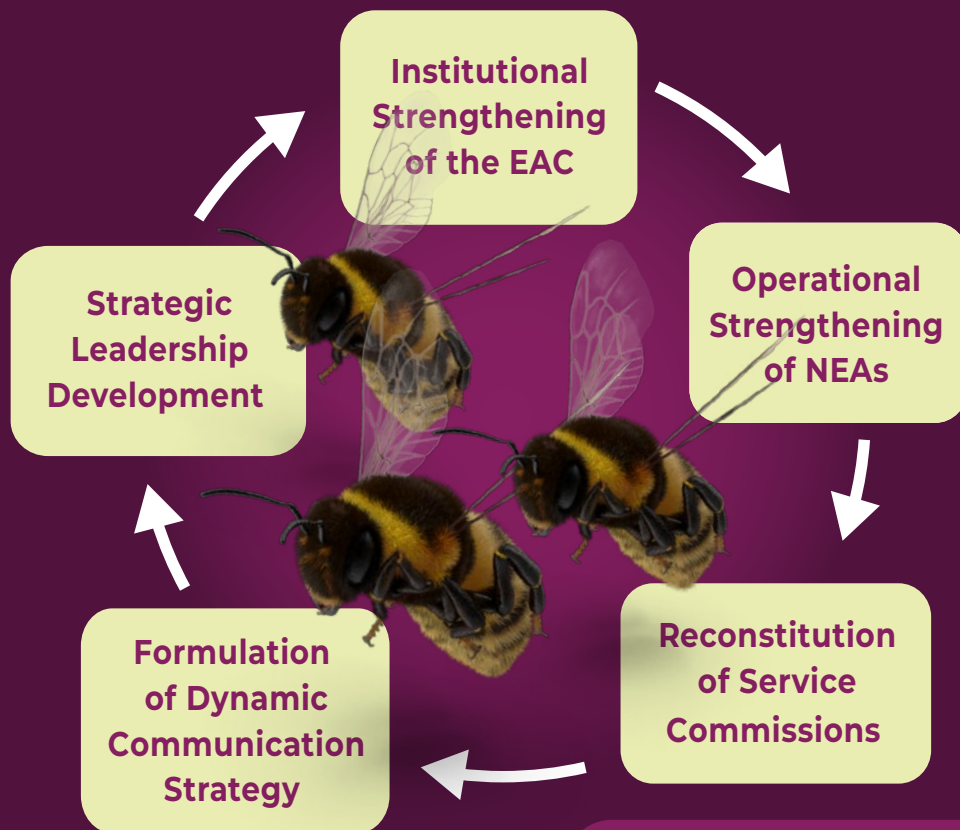 Institutional
Strengthening
of the EAC
Operational
Strengthening
of NEAs
Reconstitution
of Service
Commissions
Formulation
of Dynamic
Communication
Strategy
Strategic
Leadership
Development